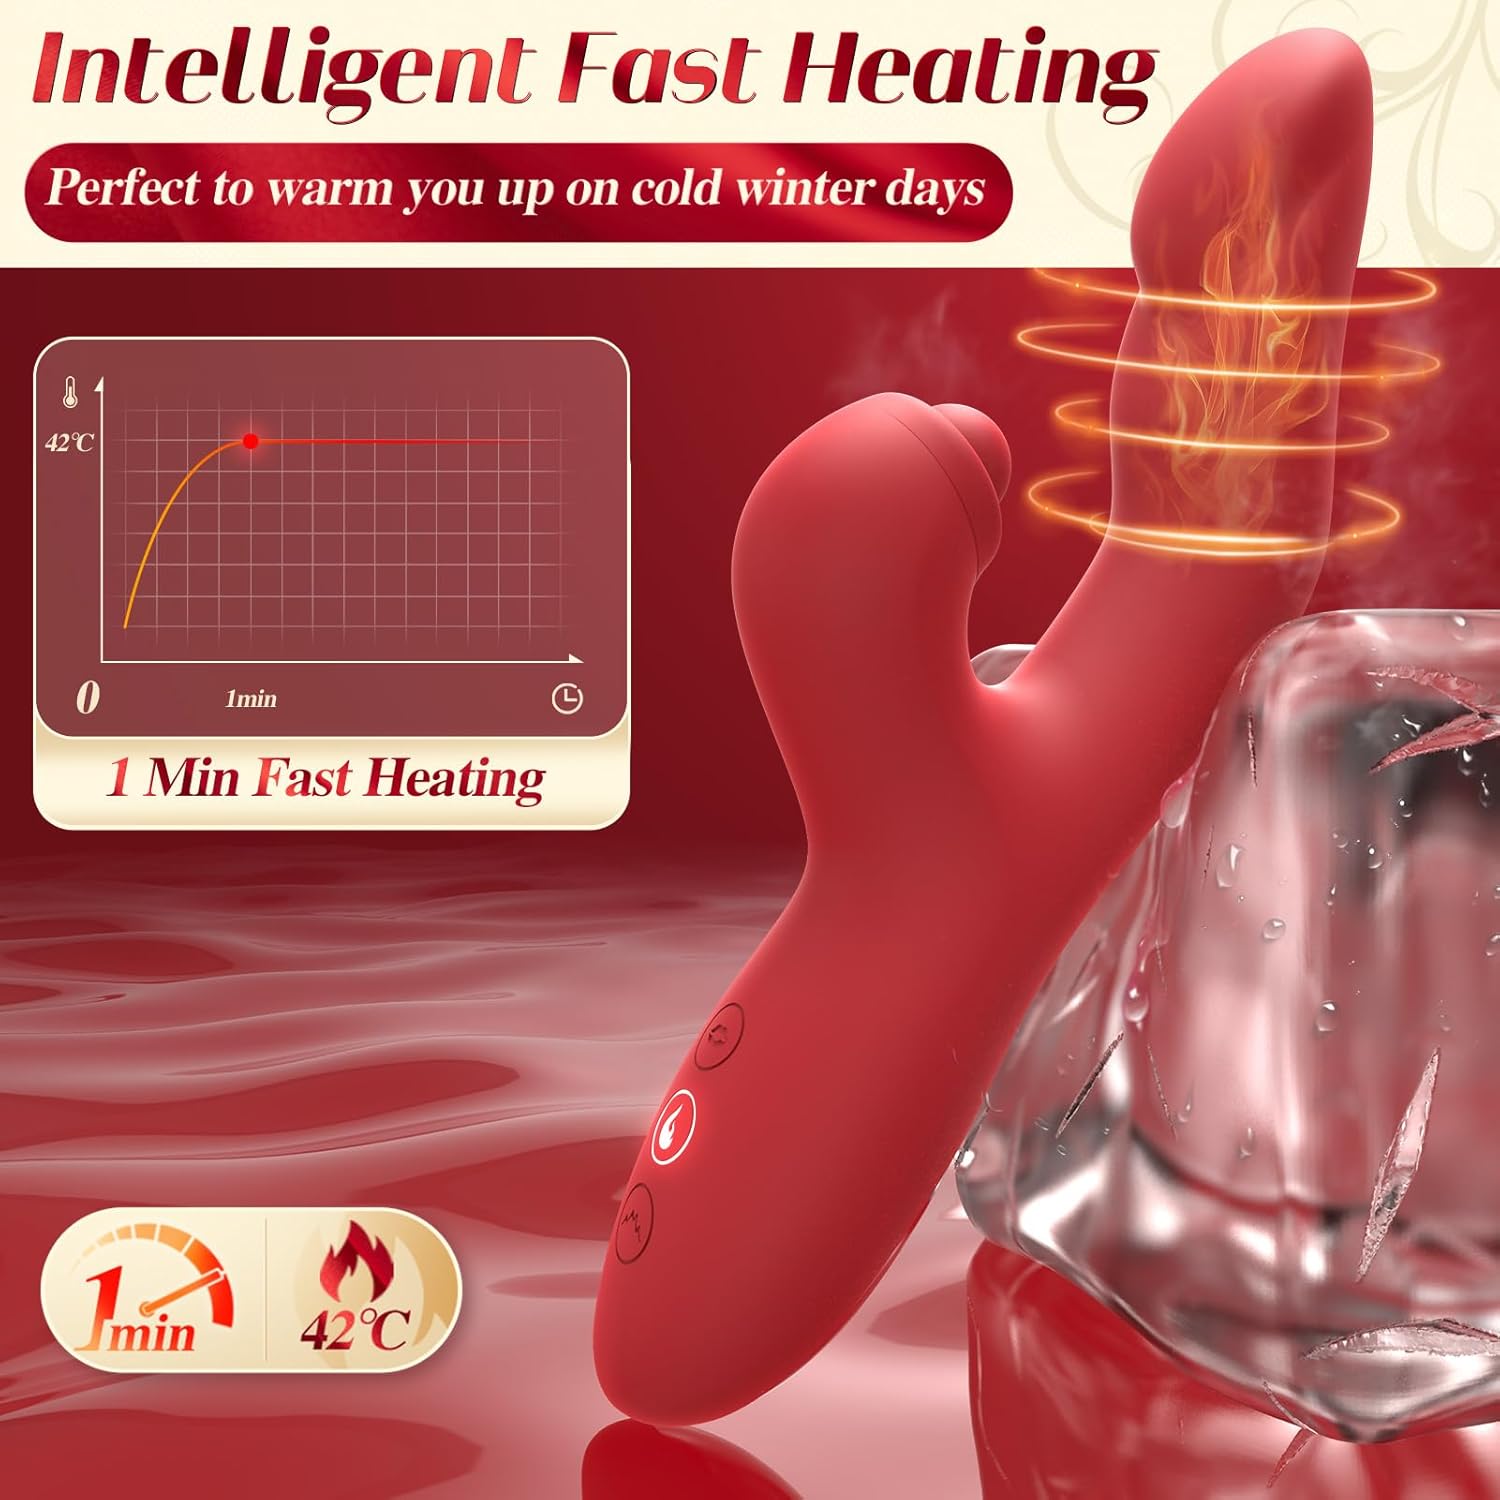 Intelligent Fast Heating
Perfect to warm you up on cold winter days
42℃
0
1min
1 Min Fast Heating
1min
42℃